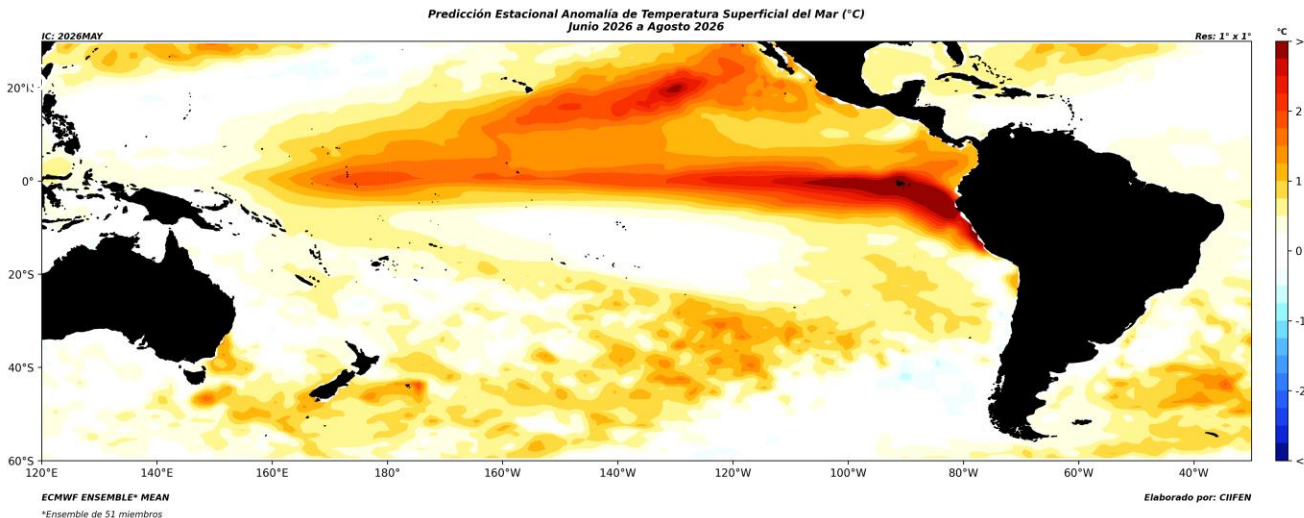 Predicción Estacional Anomalía de Temperatura Superficial del Mar (°C)
Junio 2026 a Agosto 2026
IC: 2026MAY
Res: 1° x 1°
°C
>
20°
0°
20°S
40°S
60°S
120°E 140°E 160°E 180° 160°W 140°W 120°W 100°W 80°W 60°W 40°W
2
1
0
-1
-2
<
ECMWF ENSEMBLE* MEAN
Elaborado por: CIIFEN
*Ensemble de 51 miembros